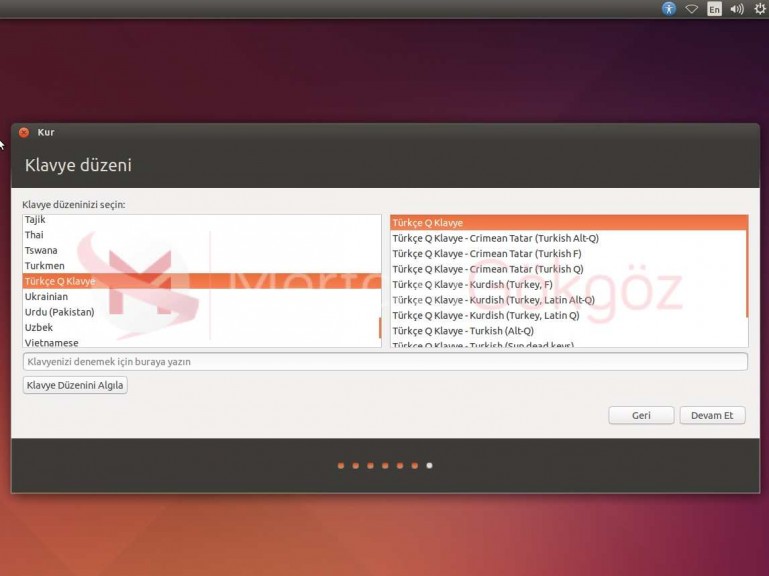 En
Kur
Klavye düzeni
Klavye düzeninizi seçin:
Tajik
Thai
Tswana
Turkmen
Türkçe Q Klavye
Ukrainian
Urdu (Pakistan)
Uzbek
Vietnamese
Türkçe Q Klavye
Türkçe Q Klavye - Crimean Tatar (Turkish Alt-Q)
Türkçe Q Klavye - Crimean Tatar (Turkish F)
Türkçe Q Klavye - Crimean Tatar (Turkish Q)
Türkçe Q Klavye - Kurdish (Turkey, F)
Türkçe Q Klavye - Kurdish (Turkey, Latin Alt-Q)
Türkçe Q Klavye - Kurdish (Turkey, Latin Q)
Türkçe Q Klavye - Turkish (Alt-Q)
Türkçe Q Klavye - Turkish (Sun dead keys)
Gökgöz
Klavyenizi denemek için buraya yazın
Klavye Düzenini Algıla
Geri
Devam Et